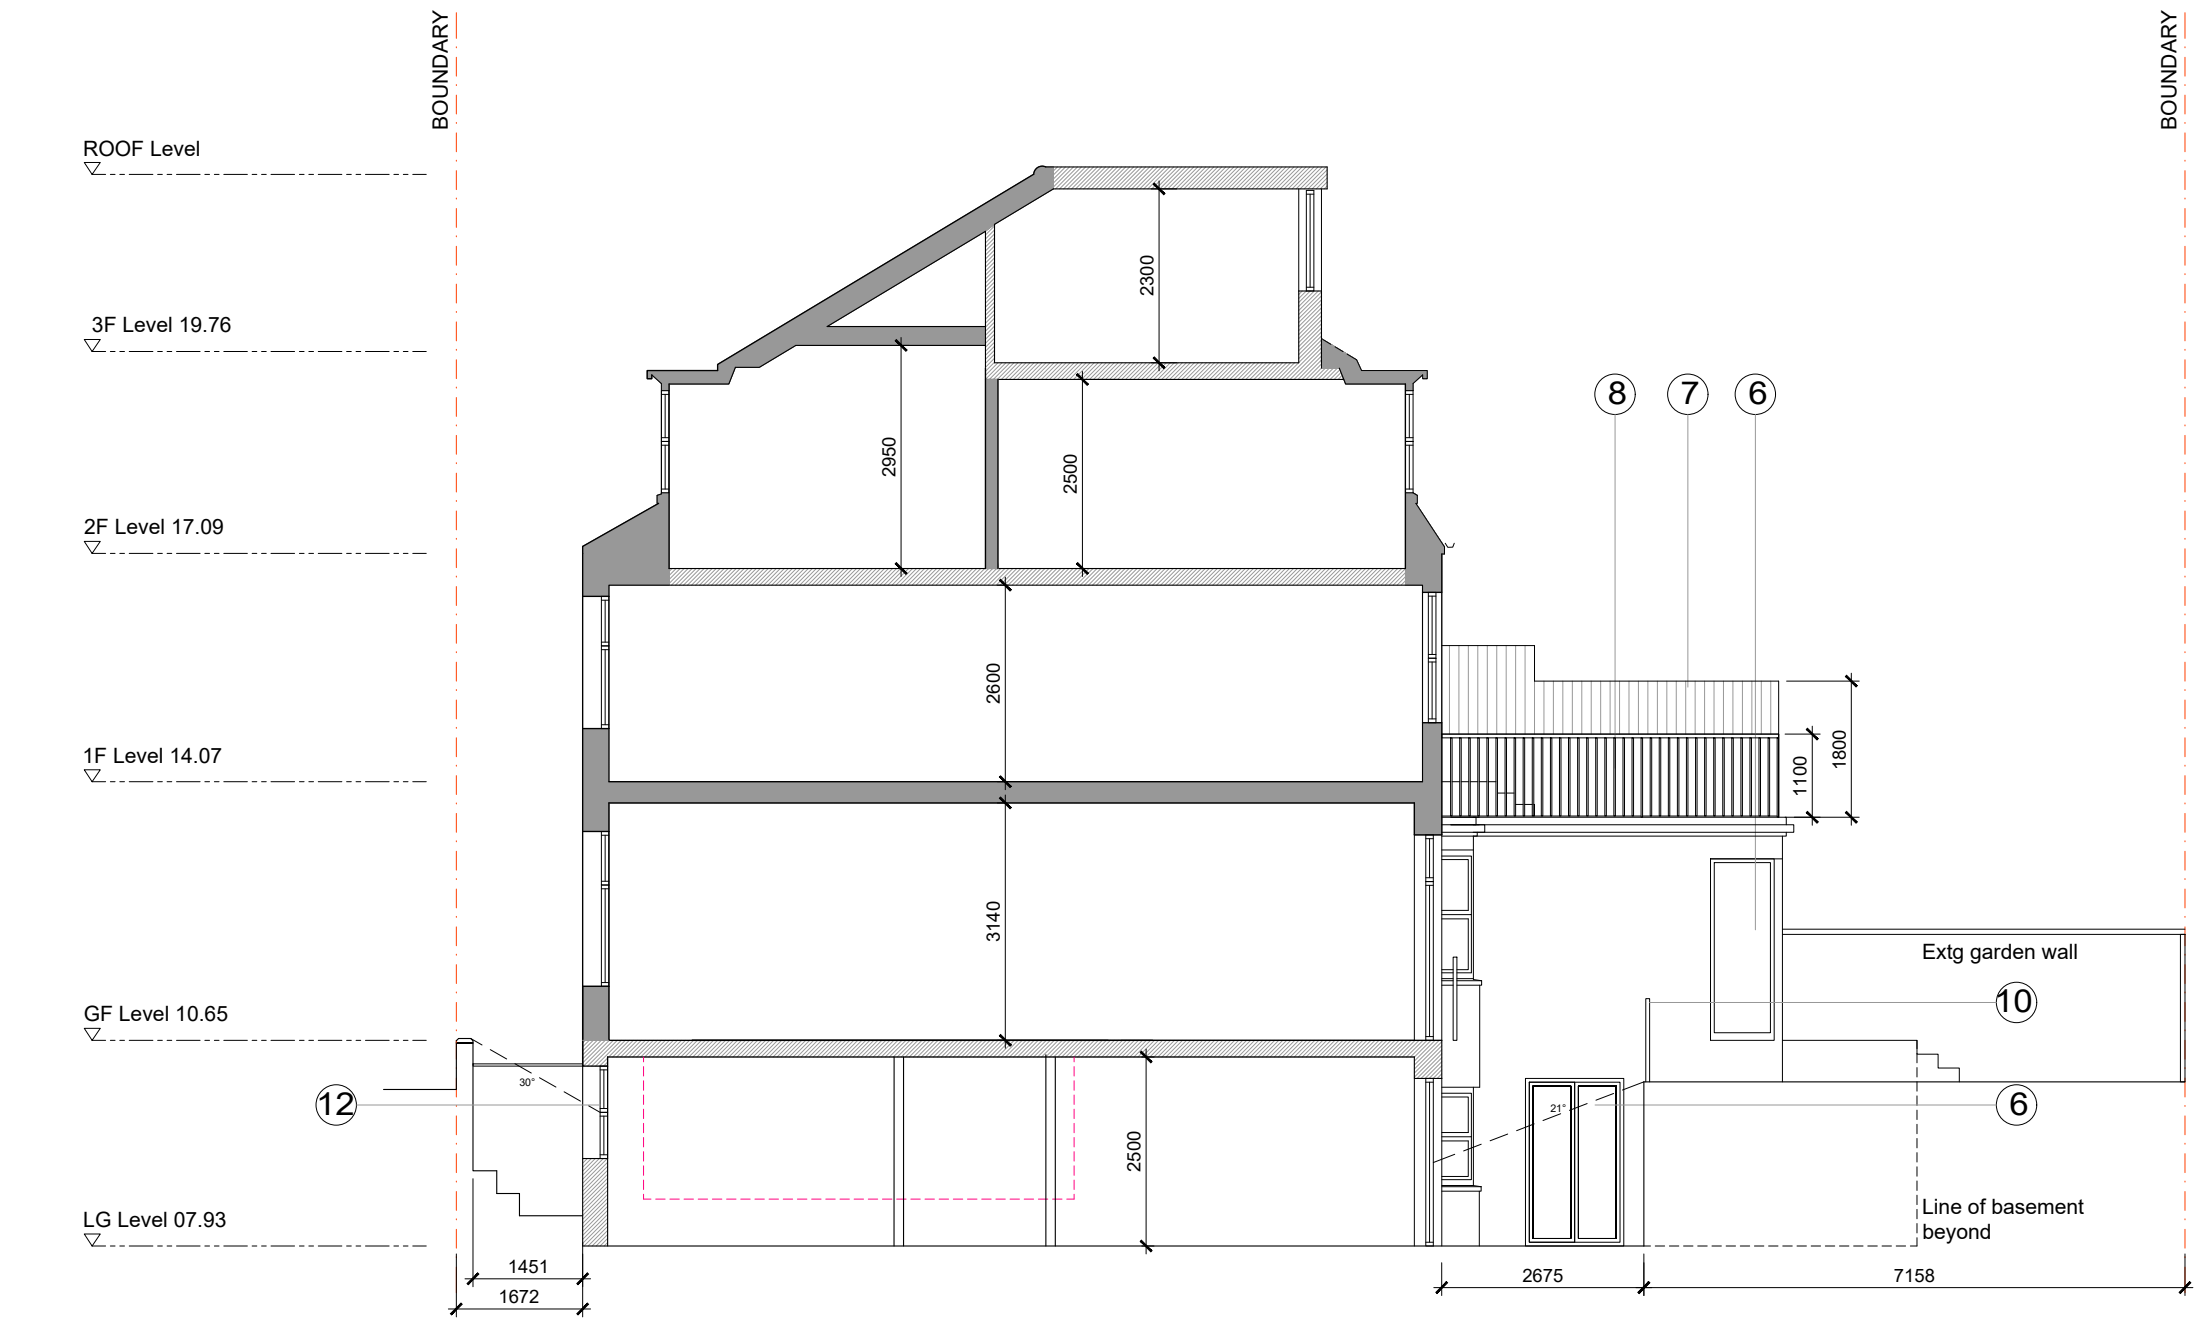 BOUNDARY
BOUNDARY
ROOF Level
2300
3F Level 19.76
8
7
6
2950
2500
2F Level 17.09
2600
1F Level 14.07
1100
1800
3140
Extg garden wall
10
GF Level 10.65
30°
12
21°
6
2500
LG Level 07.93
Line of basement
beyond
1451
1672
2675
7158